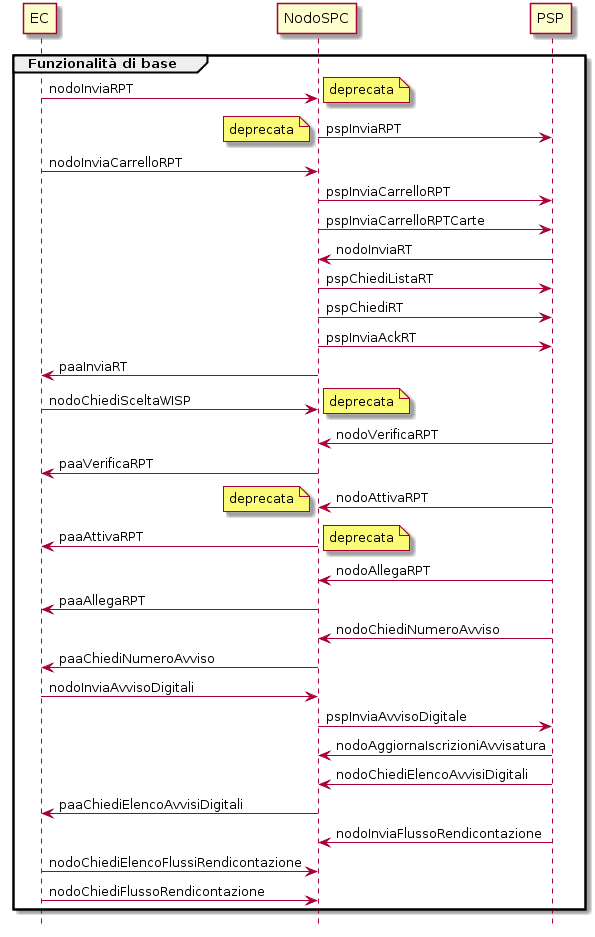 EC
NodoSPC
PSP
Funzionalità di base
nodoInviaRPT
deprecata
deprecata
pspInviaRPT
nodoInviaCarrelloRPT
pspInviaCarrelloRPT
pspInviaCarrelloRPTCarte
nodoInviaRT
pspChiediListaRT
pspChiediRT
pspInviaAckRT
paaInviaRT
nodoChiediSceltaWISP
deprecata
nodoVerificaRPT
paaVerificaRPT
deprecata
nodoAttivaRPT
paaAttivaRPT
deprecata
nodoAllegaRPT
paaAllegaRPT
nodoChiediNumeroAvviso
paaChiediNumeroAvviso
nodoInviaAvvisoDigitali
pspInviaAvvisoDigitale
nodoAggiornaIscrizioniAvvisatura
nodoChiediElencoAvvisiDigitali
paaChiediElencoAvvisiDigitali
nodoInviaFlussoRendicontazione
nodoChiediElencoFlussiRendicontazione
nodoChiediFlussoRendicontazione